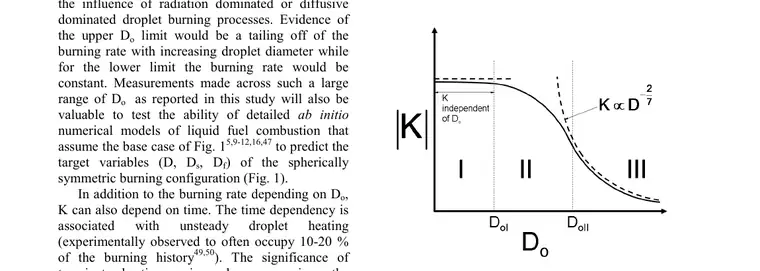 the influence of radiation dominated or diffusive
dominated droplet burning processes. Evidence of
the upper Do limit would be a tailing off of the
burning rate with increasing droplet diameter while
for the lower limit the burning rate would be
constant. Measurements made across such a large
range of Do as reported in this study will also be
valuable to test the ability of detailed ab initio
numerical models of liquid fuel combustion that
assume the base case of Fig. 1^5,9-12,16,47 to predict the
target variables (D, Ds, Df) of the spherically
symmetric burning configuration (Fig. 1).
In addition to the burning rate depending on Do,
K can also depend on time. The time dependency is
associated with unsteady droplet heating
(experimentally observed to often occupy 10-20 %
of the burning history^49,50). The significance of
|K|
K
independent
of Do
K ∝ D^-2/7
I II III
DoI DoII
Do